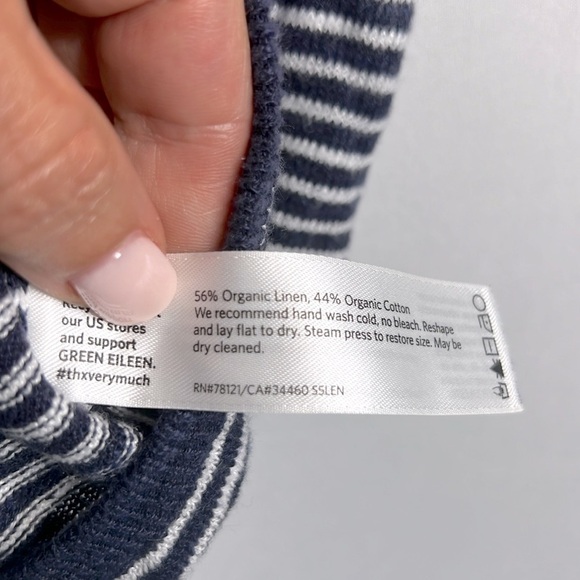 our US stores
and support
GREEN EILEEN.
#thxverymuch
56% Organic Linen, 44% Organic Cotton
We recommend hand wash cold, no bleach. Reshape
and lay flat to dry. Steam press to restore size. May be
dry cleaned.
RN#78121/CA#34460 S5LEN